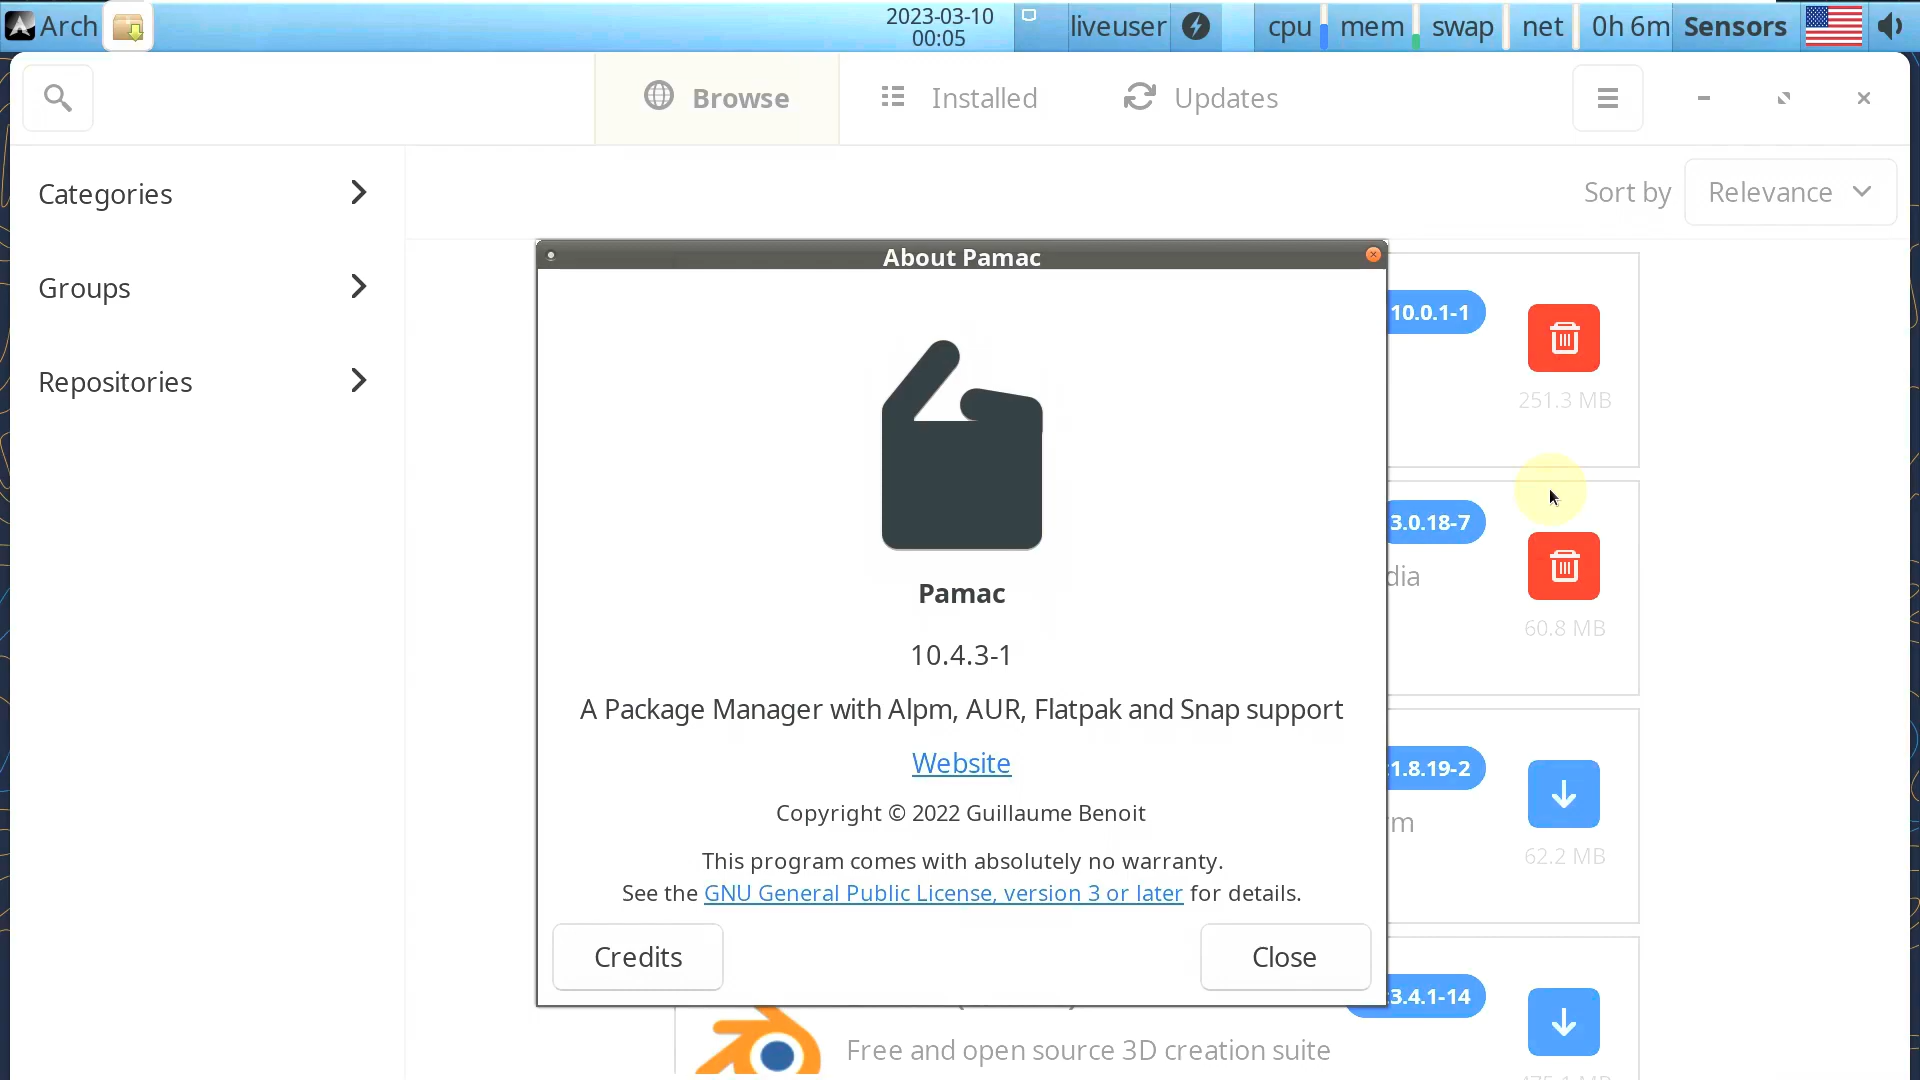 Arch
2023-03-10
00:05
liveuser
cpu
mem
swap
net
0h 6m
Sensors
Browse
Installed
Updates
Categories
Groups
Repositories
Sort by
Relevance
About Pamac
Pamac
10.4.3-1
A Package Manager with Alpm, AUR, Flatpak and Snap support
Website
Copyright © 2022 Guillaume Benoit
This program comes with absolutely no warranty.
See the GNU General Public License, version 3 or later for details.
Credits
Close
10.0.1-1
251.3 MB
3.0.18-7
dia
60.8 MB
:1.8.19-2
rm
62.2 MB
:3.4.1-14
Free and open source 3D creation suite